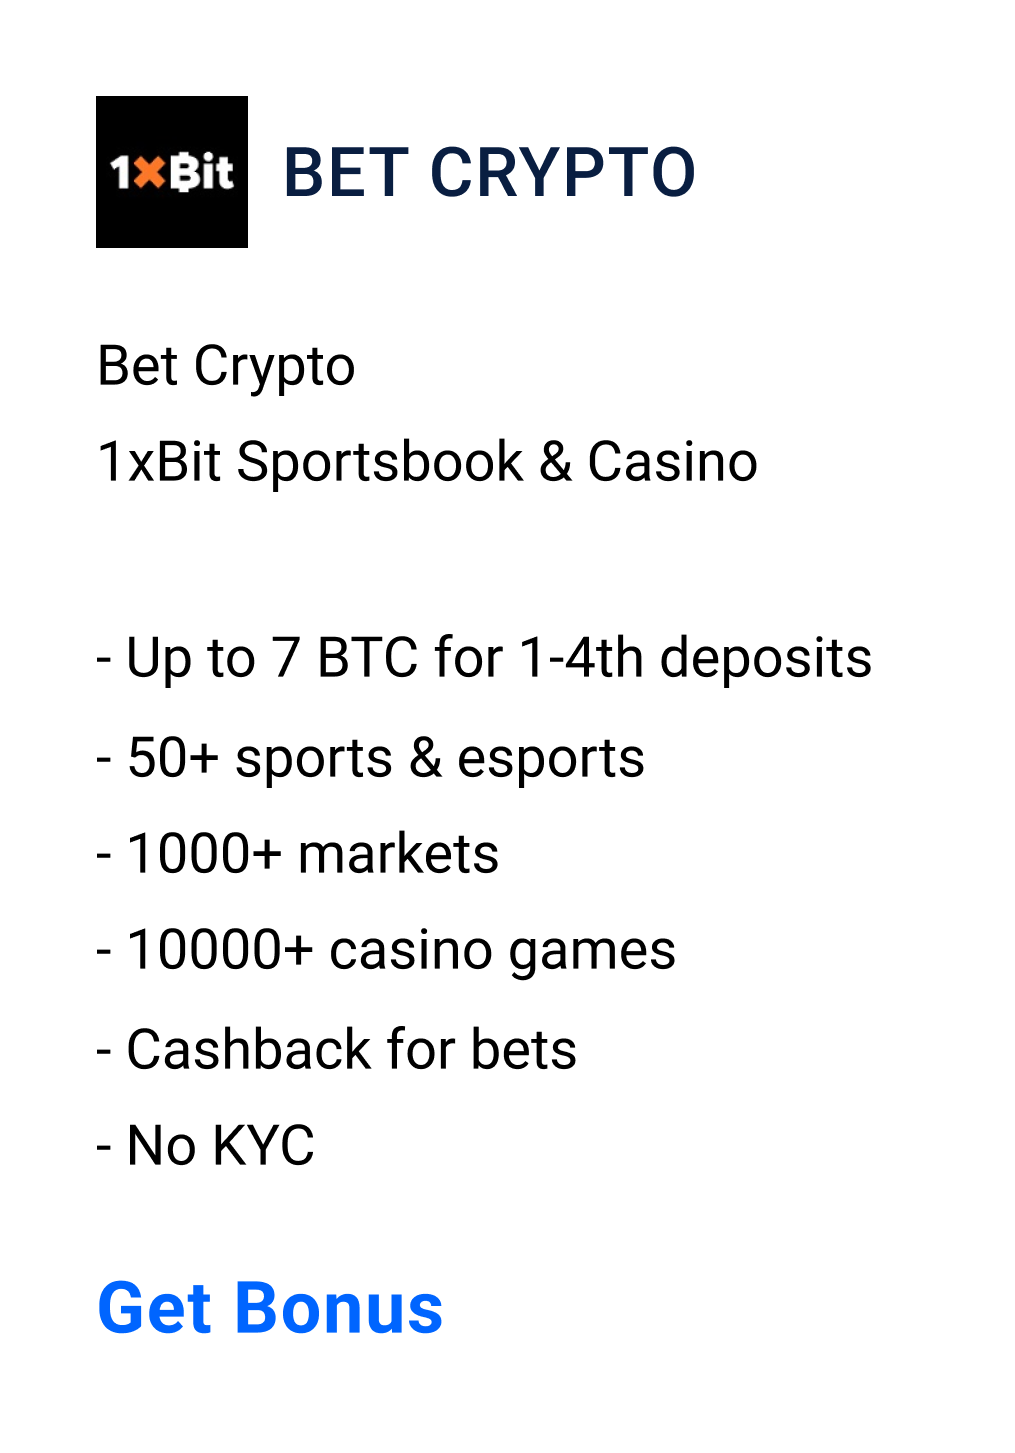 1xBit
BET CRYPTO
Bet Crypto
1xBit Sportsbook & Casino
- Up to 7 BTC for 1-4th deposits
- 50+ sports & esports
- 1000+ markets
- 10000+ casino games
- Cashback for bets
- No KYC
Get Bonus